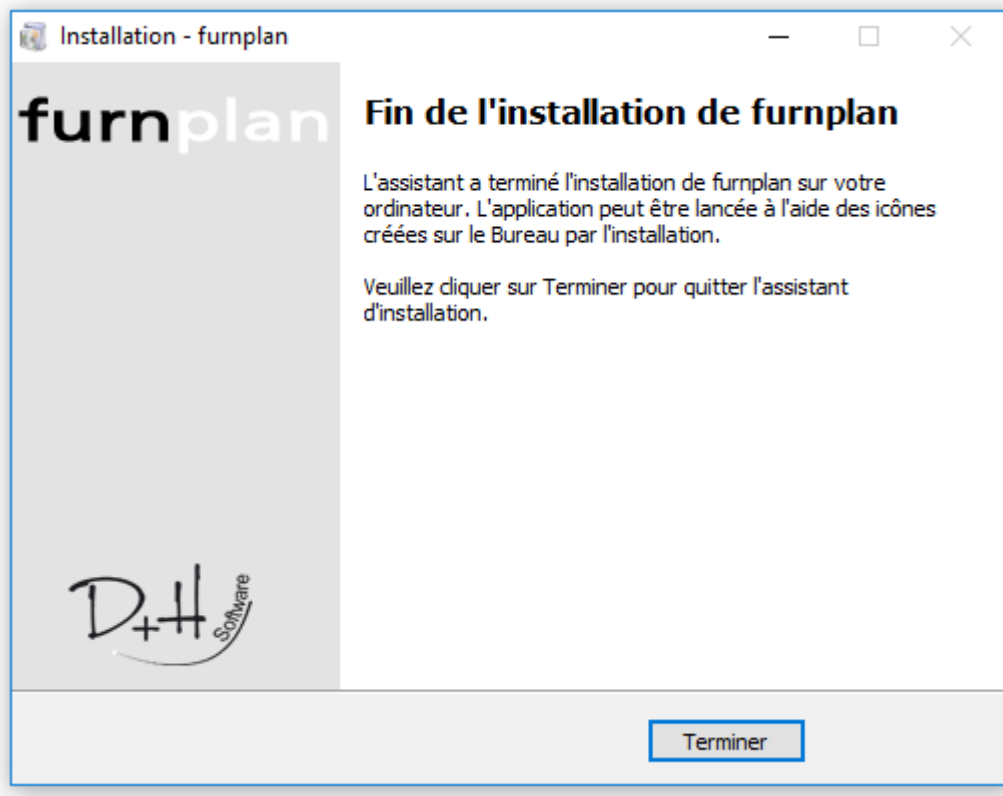 Installation - furnplan
furnplan
Fin de l'installation de furnplan
L'assistant a terminé l'installation de furnplan sur votre
ordinateur. L'application peut être lancée à l'aide des icônes
créées sur le Bureau par l'installation.
Veuillez cliquer sur Terminer pour quitter l'assistant
d'installation.
D+H Software
Terminer